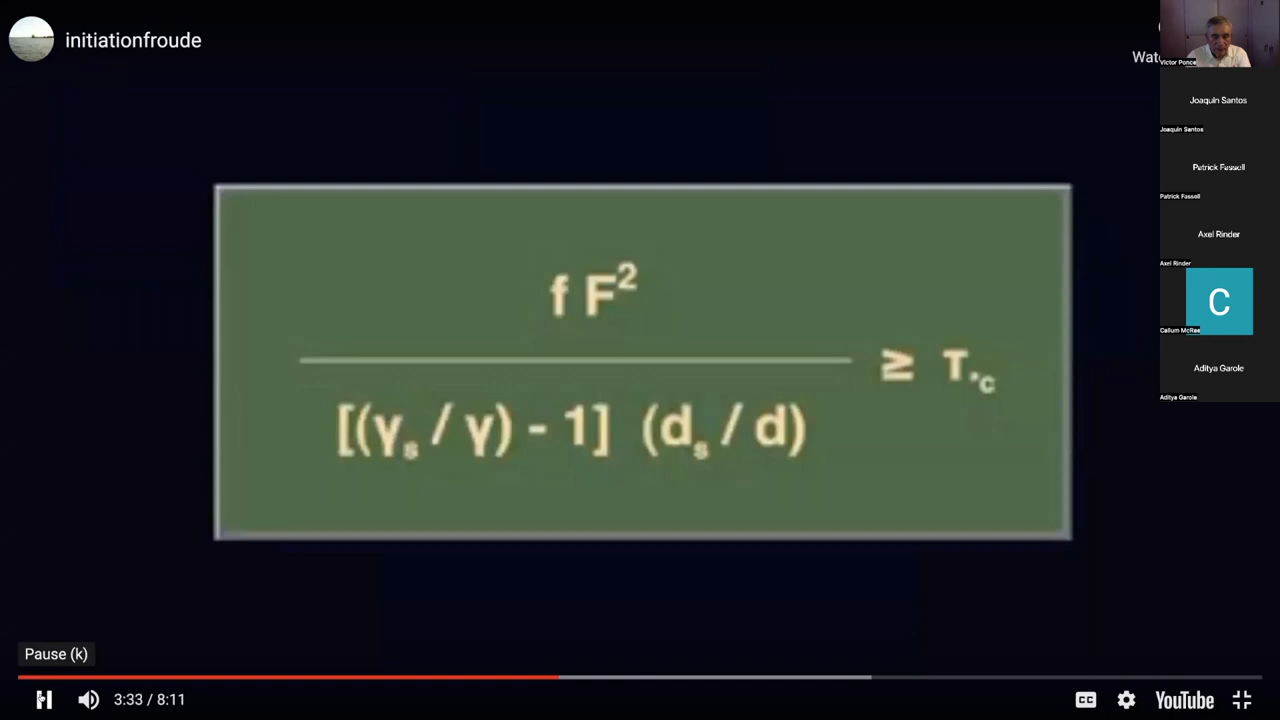 initiationfroude
f F²
[(γs / γ) - 1] (ds / d)
≥ τ*c
Pause (k)
3:33 / 8:11
CC
YouTube
Victor Ponce
Joaquin Santos
Joaquin Santos
Patrick Fassell
Patrick Fassell
Axel Rinder
Axel Rinder
C
Callum McRae
Aditya Garole
Aditya Garole